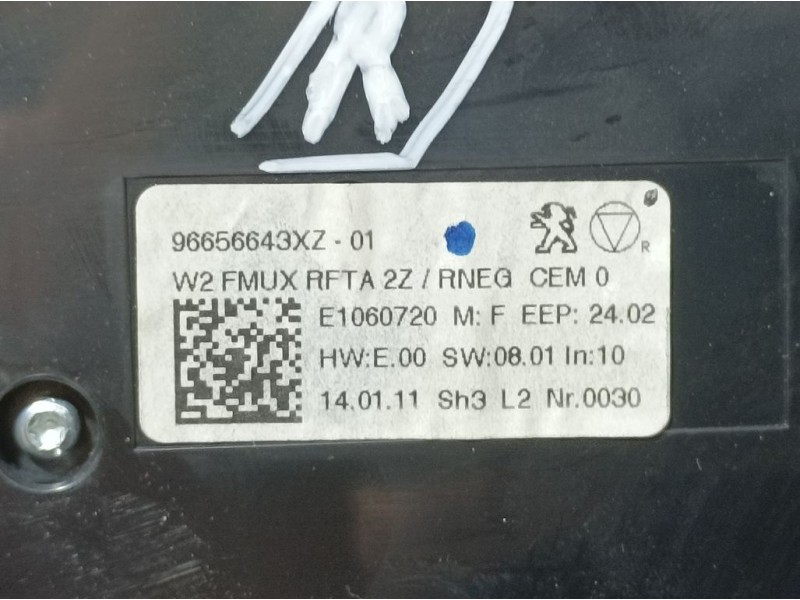 96656643XZ - 01
W2 FMUX RFTA 2Z / RNEG CEM 0
E1060720 M: F EEP: 24.02
HW:E.00 SW:08.01 In:10
14.01.11 Sh3 L2 Nr.0030
R